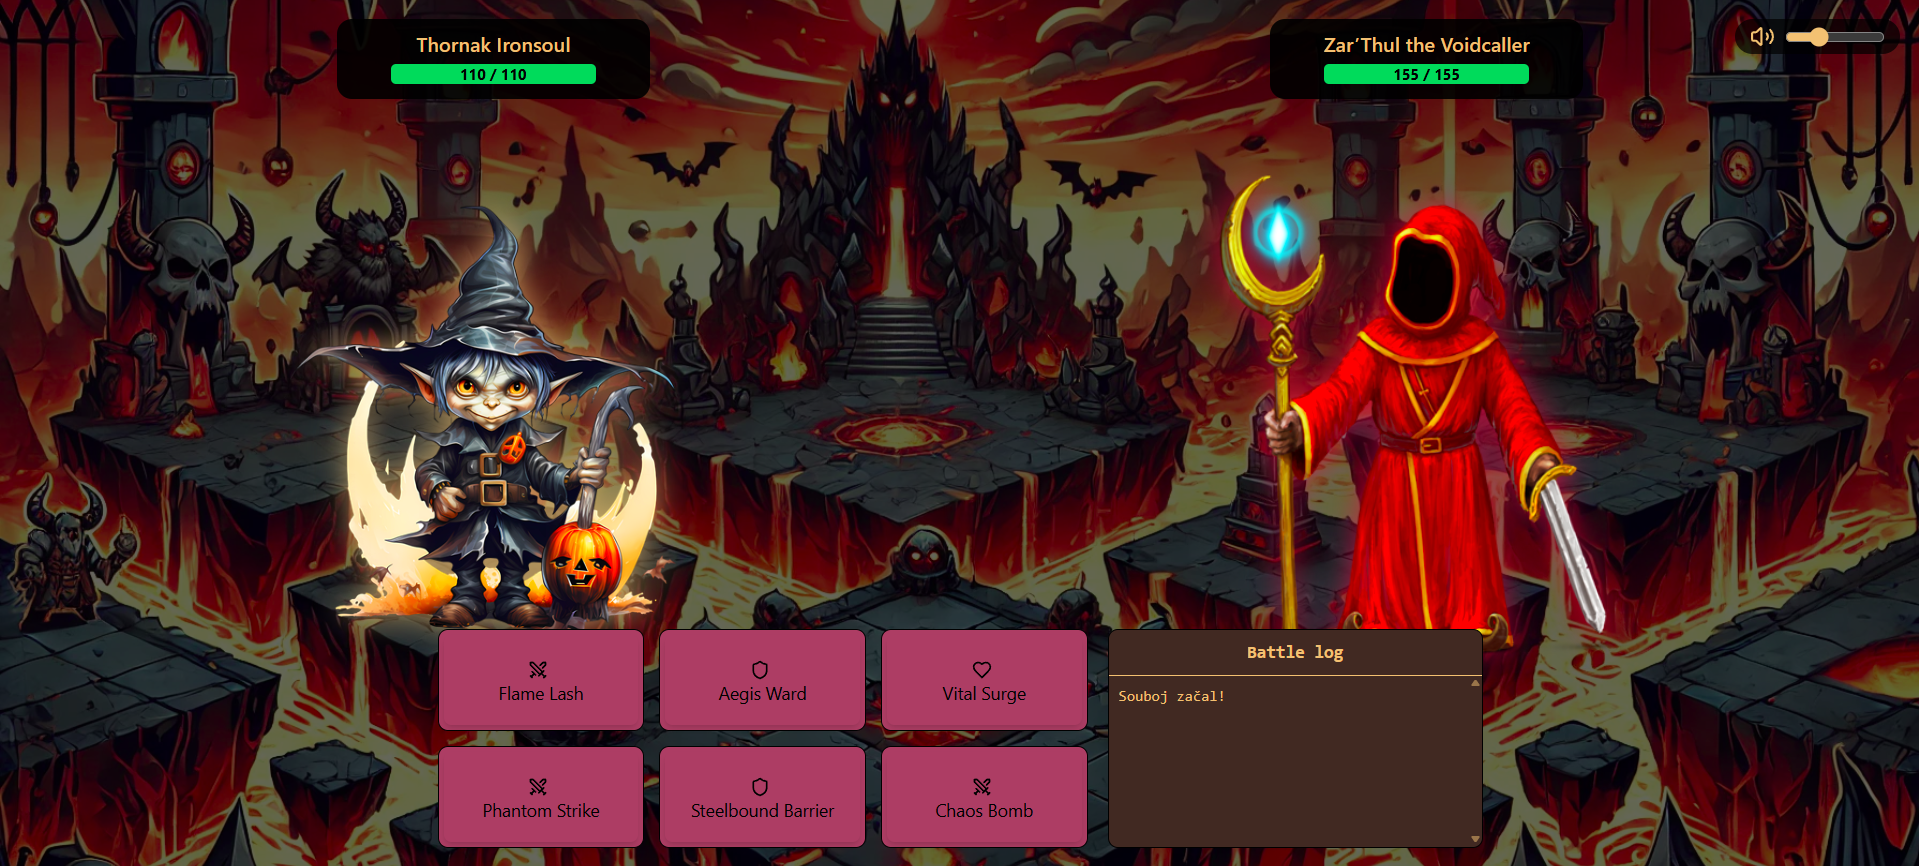 Thornak Ironsoul
110 / 110
Zar'Thul the Voidcaller
155 / 155
Flame Lash
Aegis Ward
Vital Surge
Phantom Strike
Steelbound Barrier
Chaos Bomb
Battle log
Souboj začal!